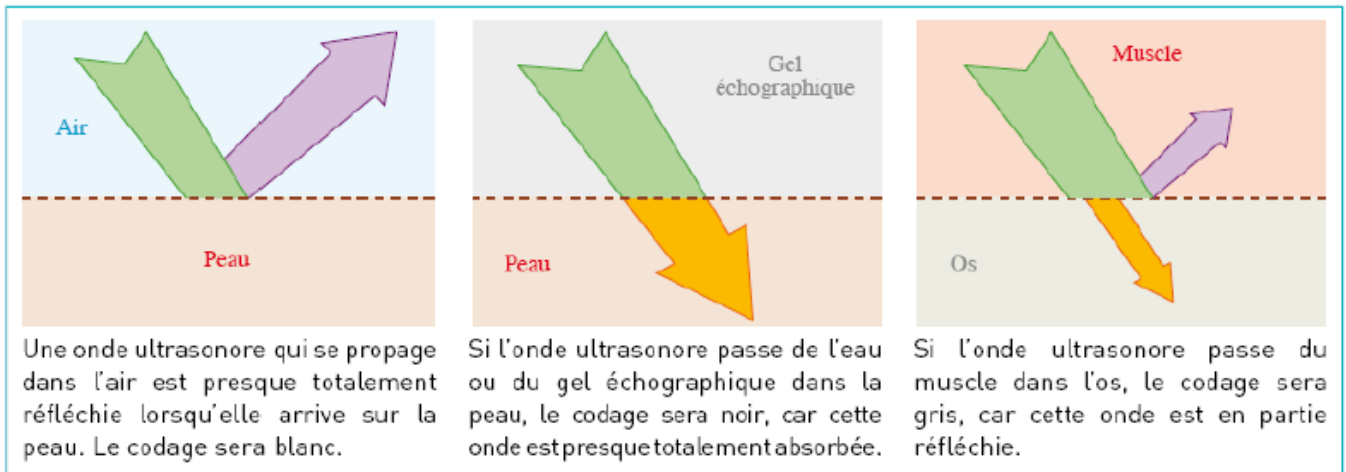 Air
Peau
Une onde ultrasonore qui se propage
dans l'air est presque totalement
réfléchie lorsqu'elle arrive sur la
peau. Le codage sera blanc.
Gel
échographique
Peau
Si l'onde ultrasonore passe de l'eau
ou du gel échographique dans la
peau, le codage sera noir, car cette
onde est presque totalement absorbée.
Muscle
Os
Si l'onde ultrasonore passe du
muscle dans l'os, le codage sera
gris, car cette onde est en partie
réfléchie.